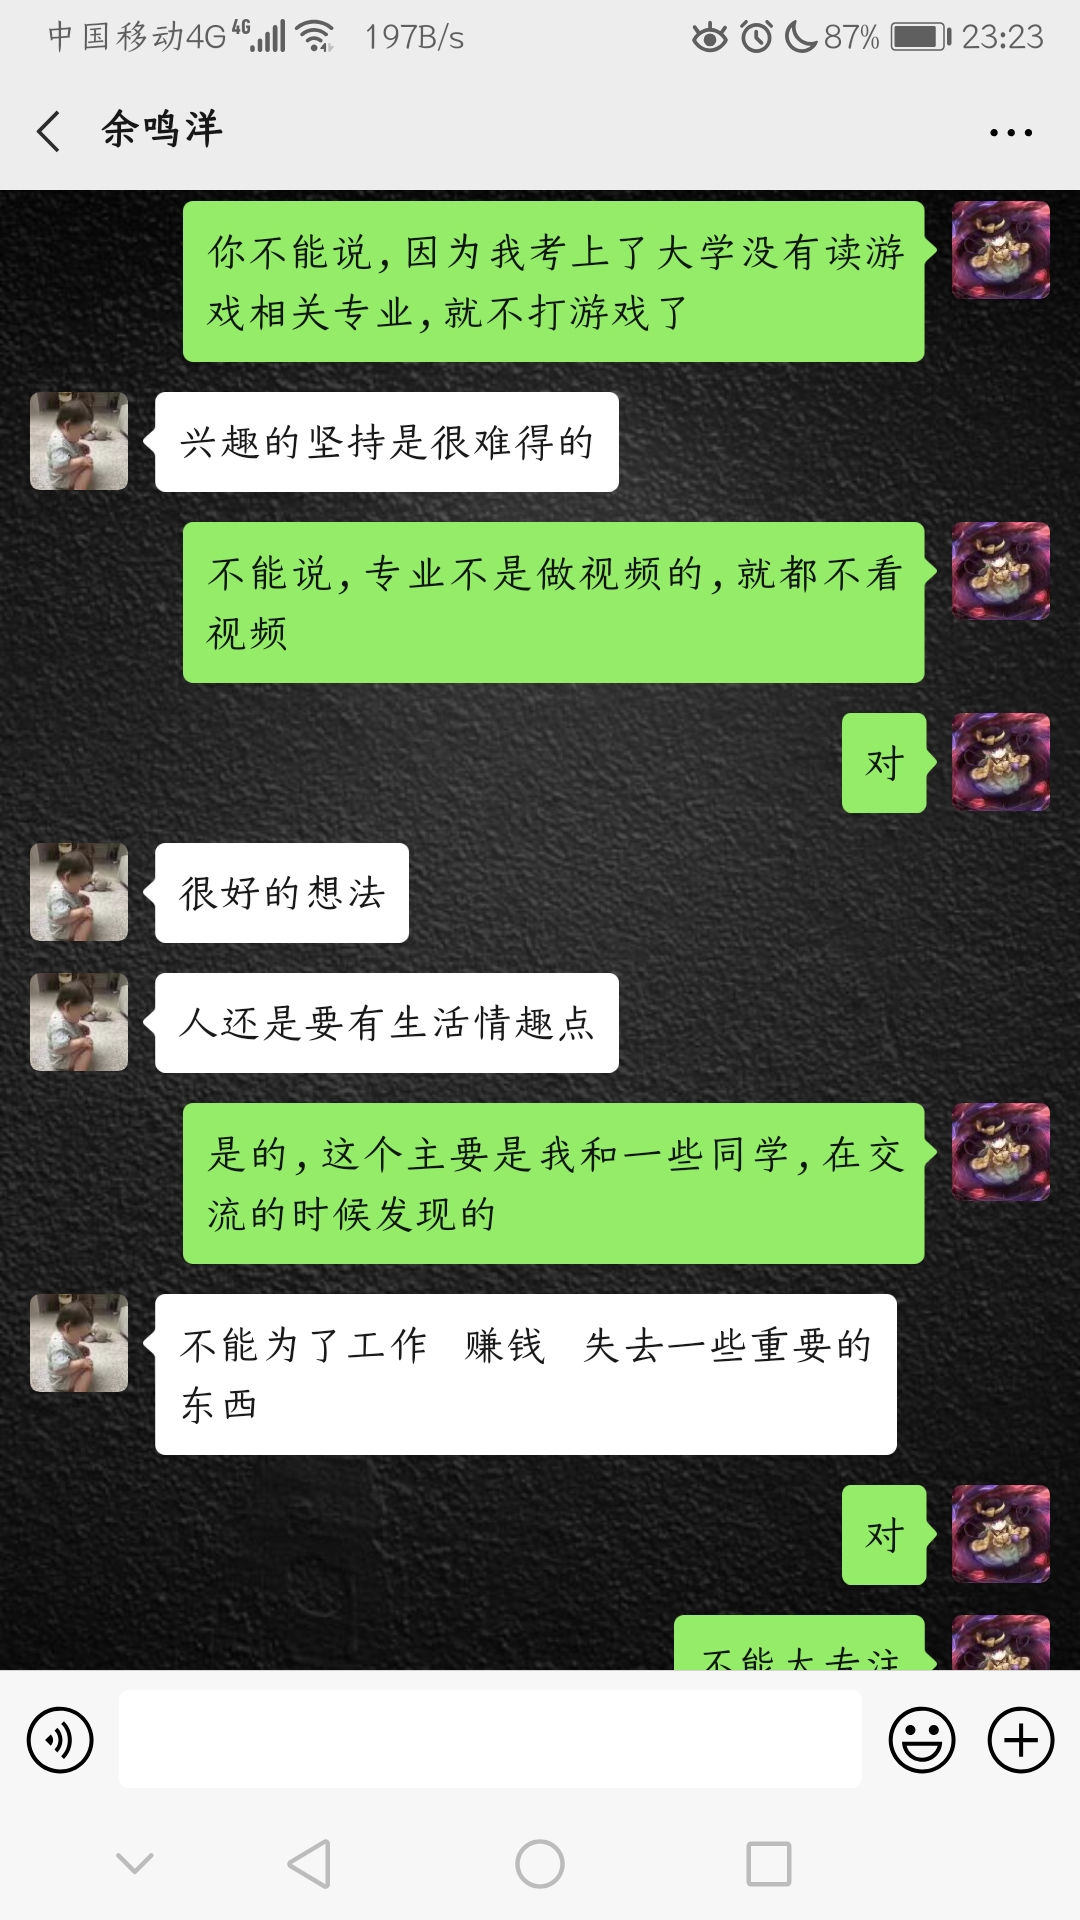 中国移动4G 4G 197B/s 87% 23:23
余鸣洋
你不能说,因为我考上了大学没有读游
戏相关专业,就不打游戏了
兴趣的坚持是很难得的
不能说,专业不是做视频的,就都不看
视频
对
很好的想法
人还是要有生活情趣点
是的,这个主要是我和一些同学,在交
流的时候发现的
不能为了工作 赚钱 失去一些重要的
东西
对
不能太专注